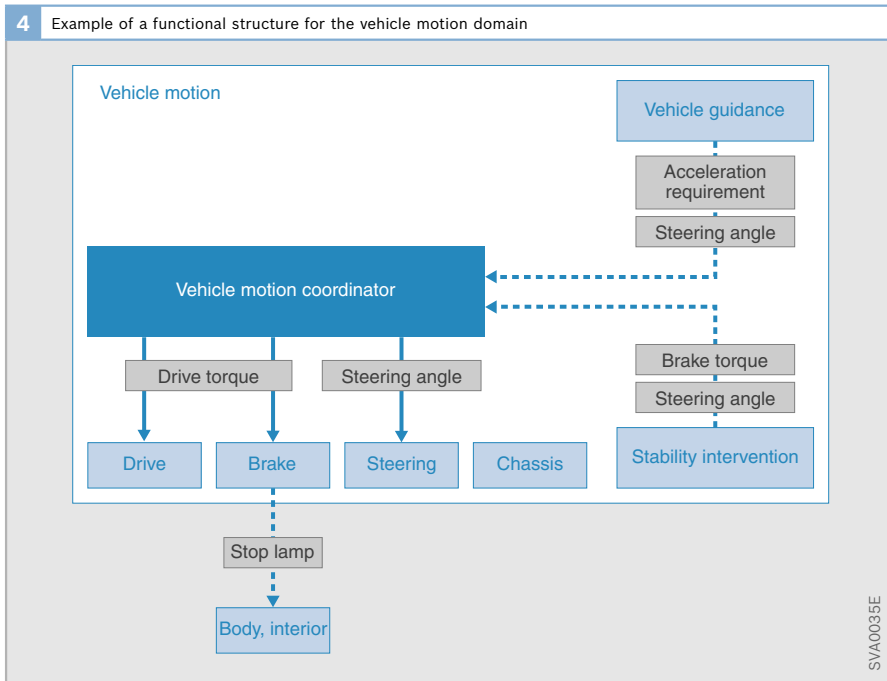 4 Example of a functional structure for the vehicle motion domain
Vehicle motion
Vehicle guidance
Acceleration
requirement
Steering angle
Vehicle motion coordinator
Drive torque
Steering angle
Brake torque
Steering angle
Drive
Brake
Steering
Chassis
Stability intervention
Stop lamp
Body, interior
SVA0035E